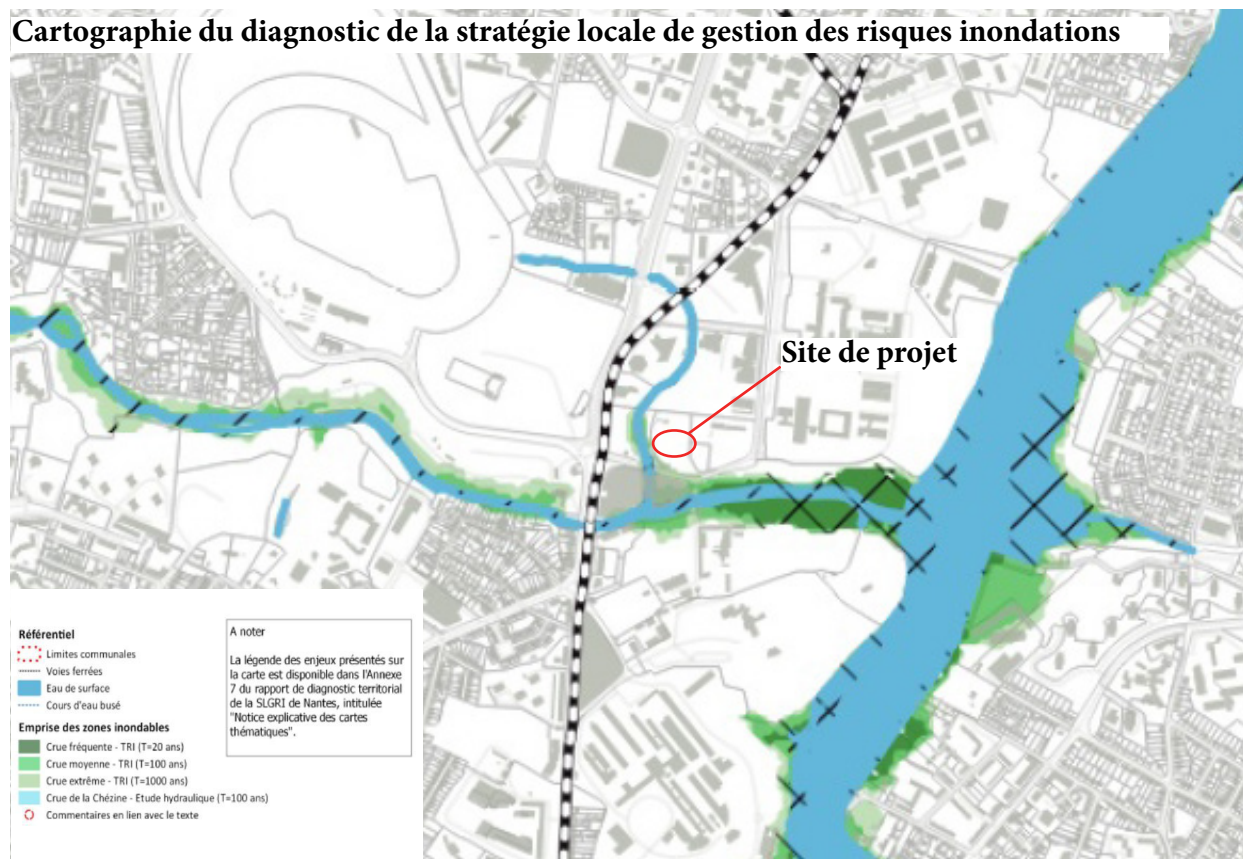 Cartographie du diagnostic de la stratégie locale de gestion des risques inondations
Site de projet
Référentiel
Limites communales
Voies ferrées
Eau de surface
Cours d'eau busé
Emprise des zones inondables
Crue fréquente - TRI (T=20 ans)
Crue moyenne - TRI (T=100 ans)
Crue extrême - TRI (T=1000 ans)
Crue de la Chézine - Etude hydraulique (T=100 ans)
Commentaires en lien avec le texte
A noter
La légende des enjeux présentés sur
la carte est disponible dans l'Annexe
7 du rapport de diagnostic territorial
de la SLGRI de Nantes, intitulée
"Notice explicative des cartes
thématiques".